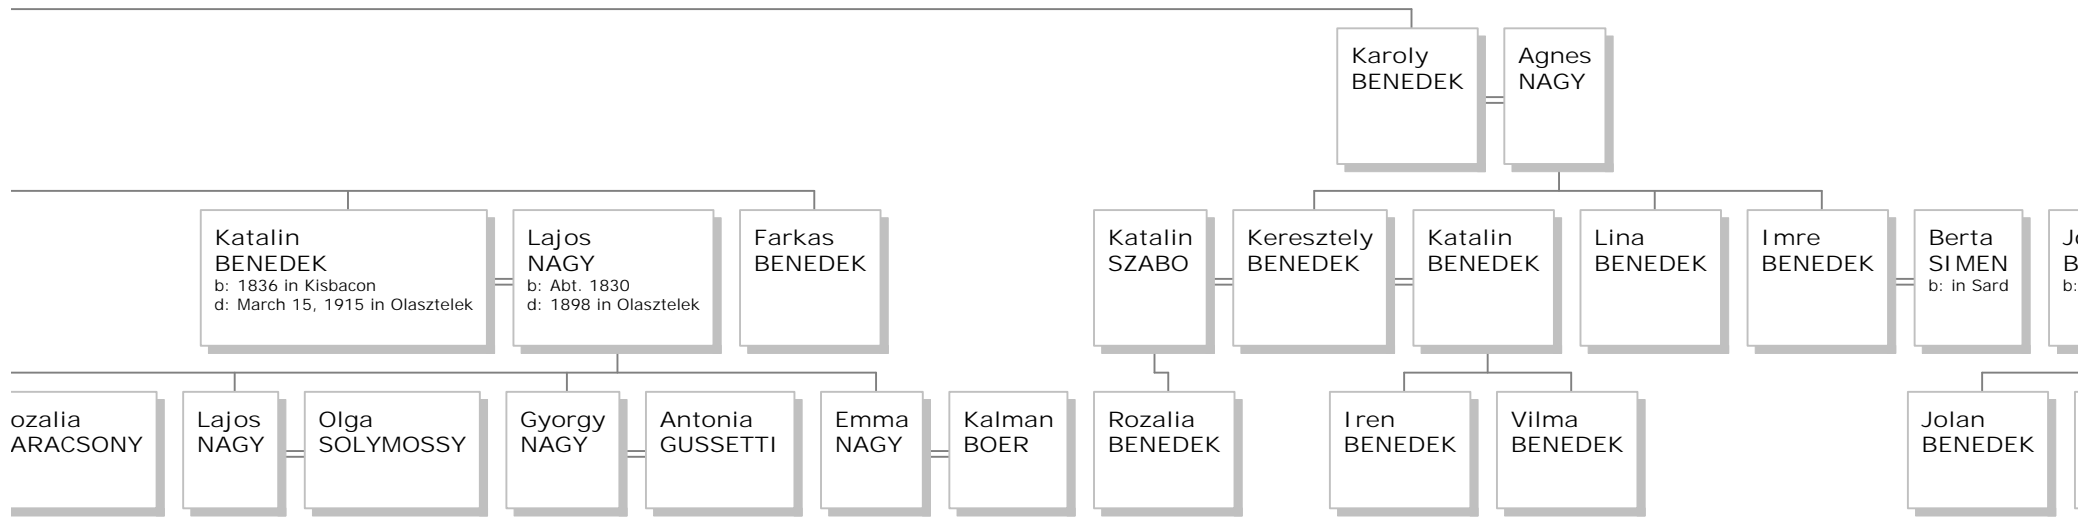 Karoly
BENEDEK
Agnes
NAGY
Katalin
BENEDEK
b: 1836 in Kisbacon
d: March 15, 1915 in Olasztelek
Lajos
NAGY
b: Abt. 1830
d: 1898 in Olasztelek
Farkas
BENEDEK
Katalin
SZABO
Keresztely
BENEDEK
Katalin
BENEDEK
Lina
BENEDEK
Imre
BENEDEK
Berta
SIMEN
b: in Sard
b:
ozalia
ARACSONY
Lajos
NAGY
Olga
SOLYMOSSY
Gyorgy
NAGY
Antonia
GUSSETTI
Emma
NAGY
Kalman
BOER
Rozalia
BENEDEK
Iren
BENEDEK
Vilma
BENEDEK
Jolan
BENEDEK